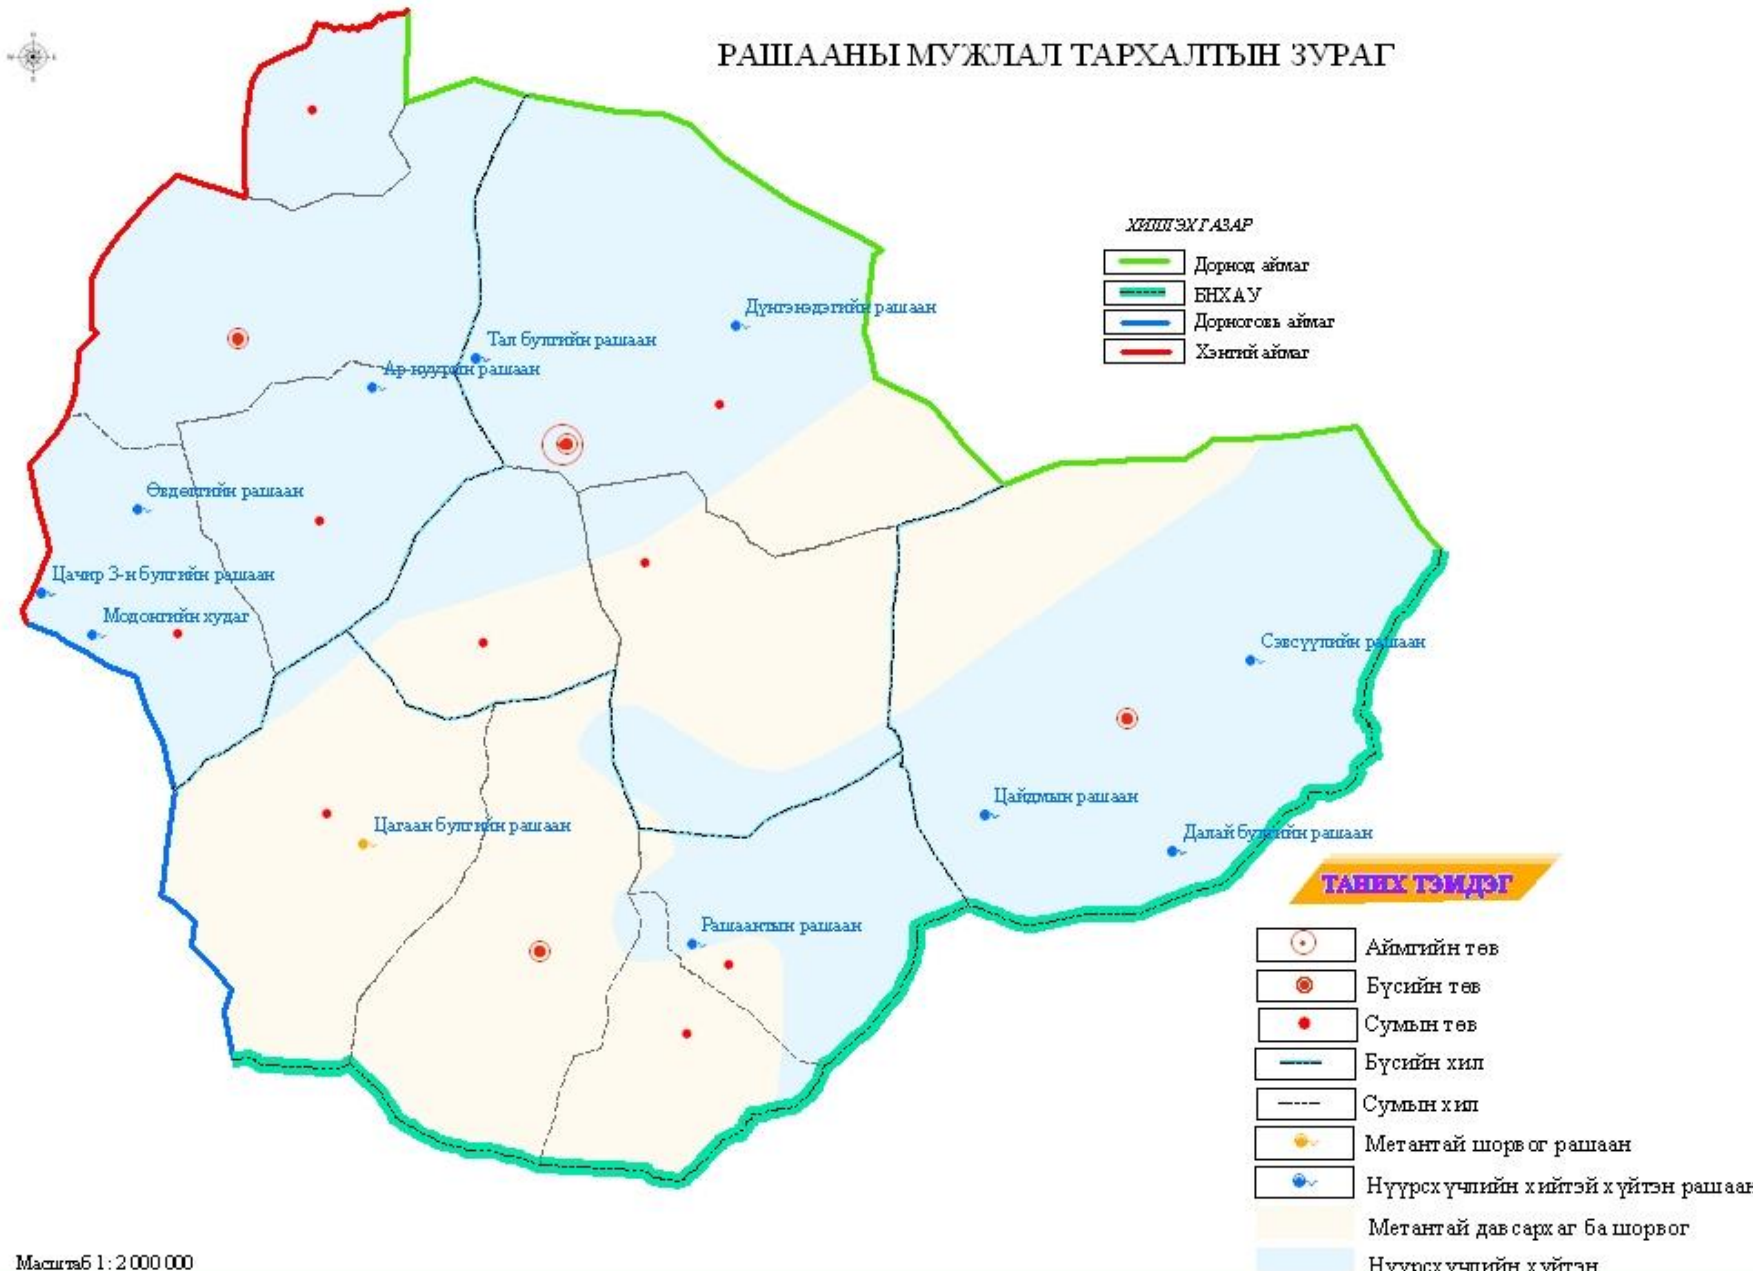 РАШААНЫ МУЖЛАЛ ТАРХАЛТЫН ЗУРАГ
ХИЛЛЭХ ГАЗАР
Дорнод аймаг
БНХАУ
Дорноговь аймаг
Хэнтий аймаг
Дүнгэнэдэгийн рашаан
Тал булгийн рашаан
Ар нуурын рашаан
Өвдөгтийн рашаан
Цачир 3-н булгийн рашаан
Модонгийн худаг
Сэвсүүлийн рашаан
Цайдмын рашаан
Цагаан булгийн рашаан
Далай булгийн рашаан
Рашаантын рашаан
ТАНИХ ТЭМДЭГ
Аймгийн төв
Бүсийн төв
Сумын төв
Бүсийн хил
Сумын хил
Метантай шорвог рашаан
Нүүрсхүчлийн хийтэй хүйтэн рашаан
Метантай давсархаг ба шорвог
Нүүрсхүчлийн хүйтэн
Масштаб 1: 2 000 000